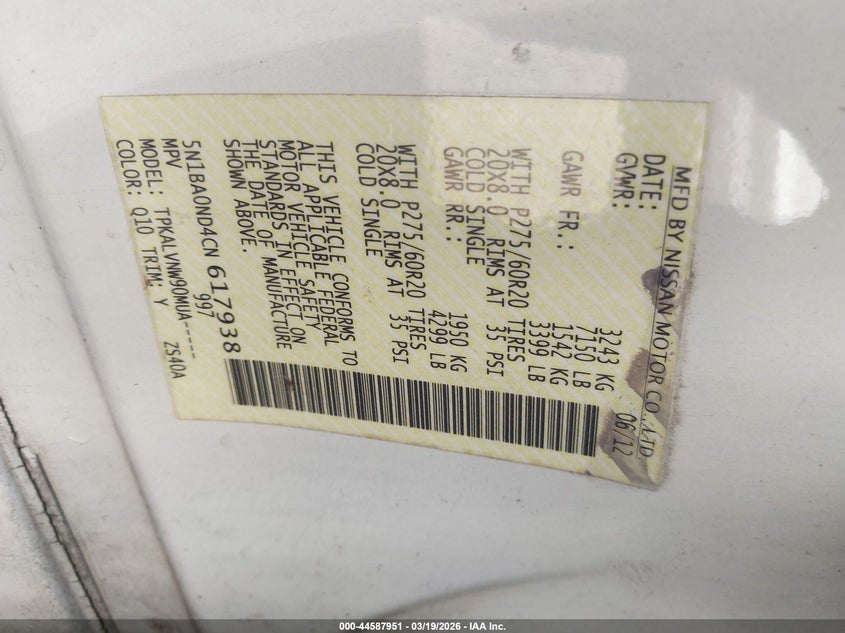 MFD BY NISSAN MOTOR CO., LTD
DATE: 06/12
GVWR: 3243 KG
7150 LB
GAWR FR.: 1542 KG
3399 LB
WITH P275/60R20 TIRES
20X8.0 RIMS AT 35 PSI
COLD SINGLE
GAWR RR.: 1950 KG
4299 LB
WITH P275/60R20 TIRES
20X8.0 RIMS AT 35 PSI
COLD SINGLE
THIS VEHICLE CONFORMS TO
ALL APPLICABLE FEDERAL
MOTOR VEHICLE SAFETY
STANDARDS IN EFFECT ON
THE DATE OF MANUFACTURE
SHOWN ABOVE.
5N1BA0ND4CN 617938
MPV 997
MODEL: TPKALVNW90MUA-----
COLOR: Q10 TRIM: Y ZS40A
000-44587951 - 03/19/2026 - IAA Inc.